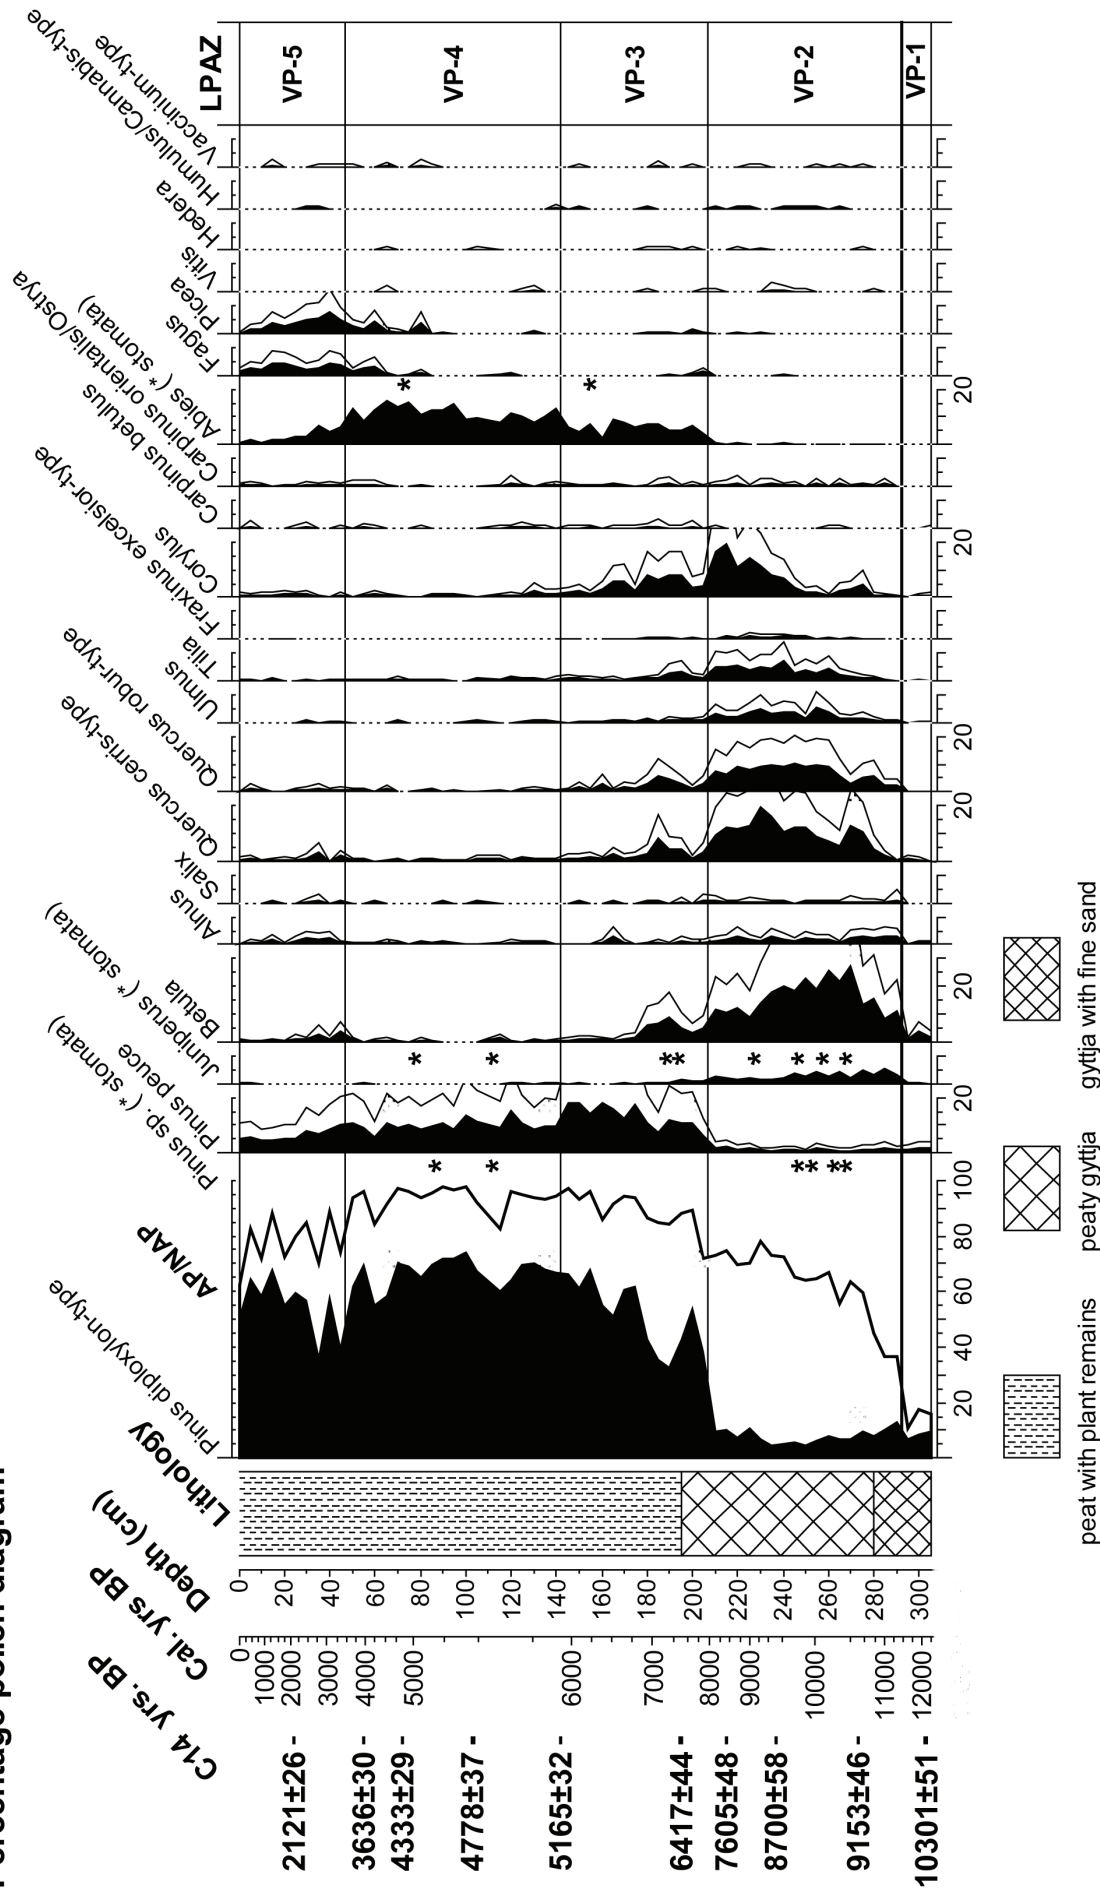 Percentage pollen diagram
C14 yrs. BP
Cal. yrs BP
Depth (cm)
Lithology
Pinus diploxylon-type
AP/NAP
Pinus sp. (* stomata)
Pinus peuce
Juniperus (* stomata)
Betula
Alnus
Salix
Quercus cerris-type
Quercus robur-type
Ulmus
Tilia
Fraxinus excelsior-type
Corylus
Carpinus betulus
Carpinus orientalis/Ostrya
Abies (* stomata)
Fagus
Picea
Vitis
Hedera
Humulus/Cannabis-type
Vaccinium-type
LPAZ
2121±26 -
3636±30 -
4333±29 -
4778±37 -
5165±32 -
6417±44 -
7605±48 -
8700±58 -
9153±46 -
10301±51 -
0
1000
2000
3000
4000
5000
6000
7000
8000
9000
10000
11000
12000
0
20
40
60
80
100
120
140
160
180
200
220
240
260
280
300
VP-5
VP-4
VP-3
VP-2
VP-1
* *
* * * *
* * * *
* * * *
* *
20 40 60 80 100
20
20
20
20
20
20
peat with plant remains
peaty gyttja
gyttja with fine sand